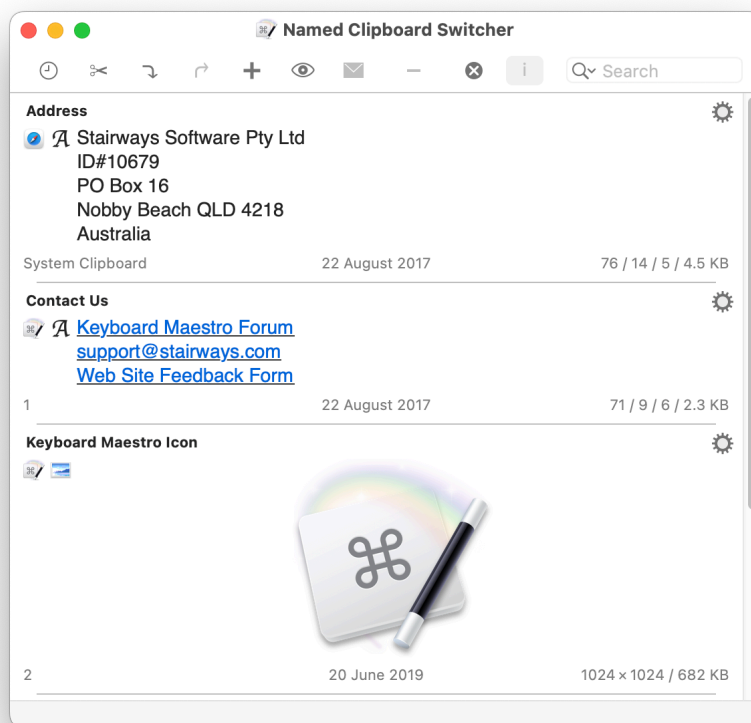 Named Clipboard Switcher
Search
Address
Stairways Software Pty Ltd
ID#10679
PO Box 16
Nobby Beach QLD 4218
Australia
System Clipboard 22 August 2017 76 / 14 / 5 / 4.5 KB
Contact Us
Keyboard Maestro Forum
support@stairways.com
Web Site Feedback Form
1 22 August 2017 71 / 9 / 6 / 2.3 KB
Keyboard Maestro Icon
2 20 June 2019 1024 × 1024 / 682 KB